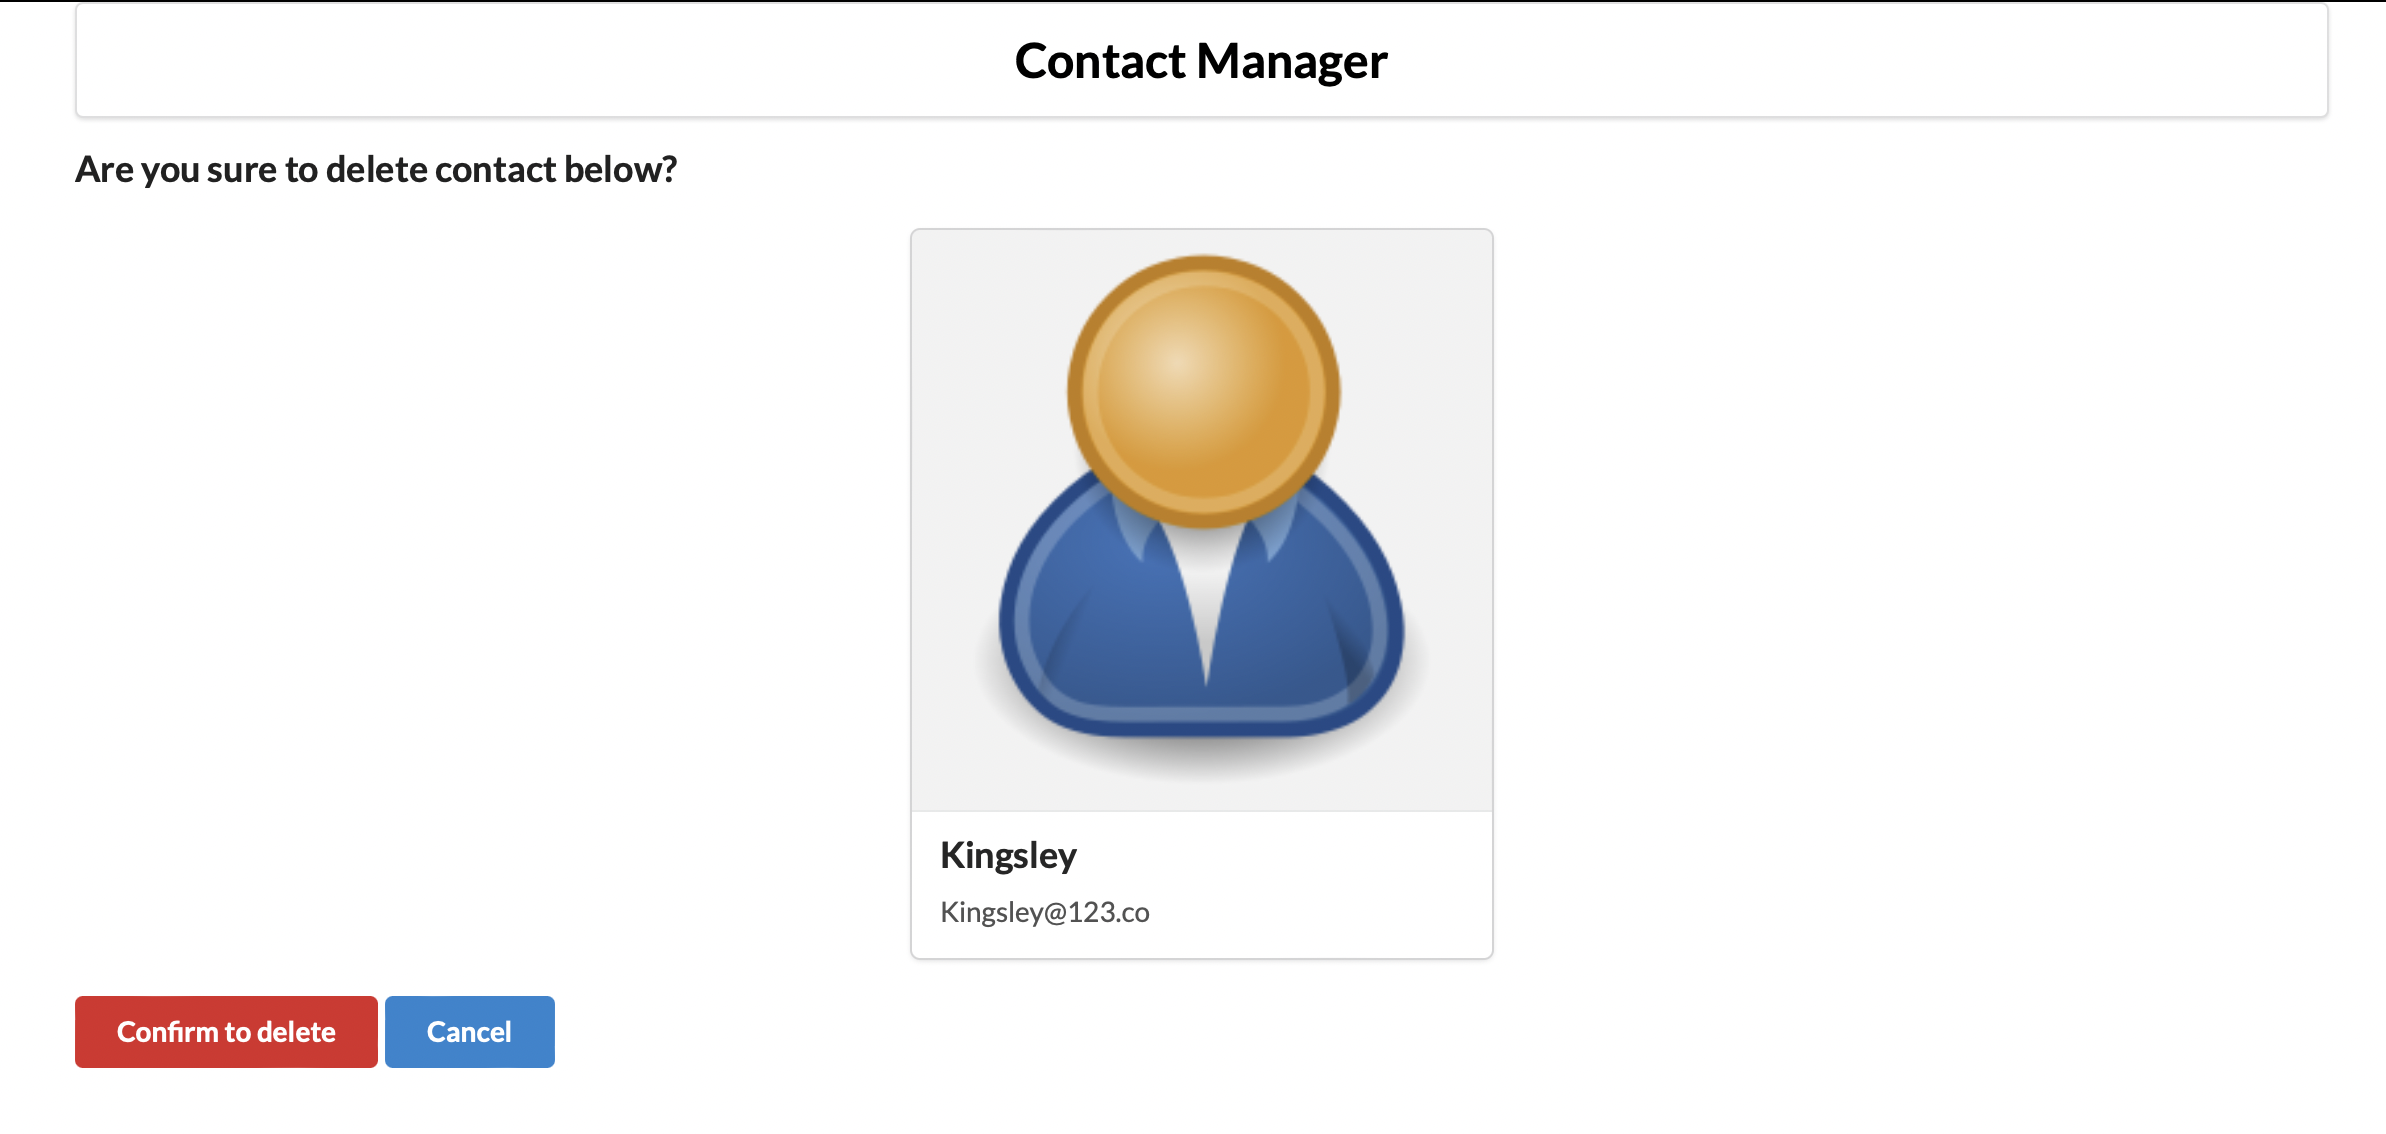 Contact Manager
Are you sure to delete contact below?
Kingsley
Kingsley@123.co
Confirm to delete
Cancel